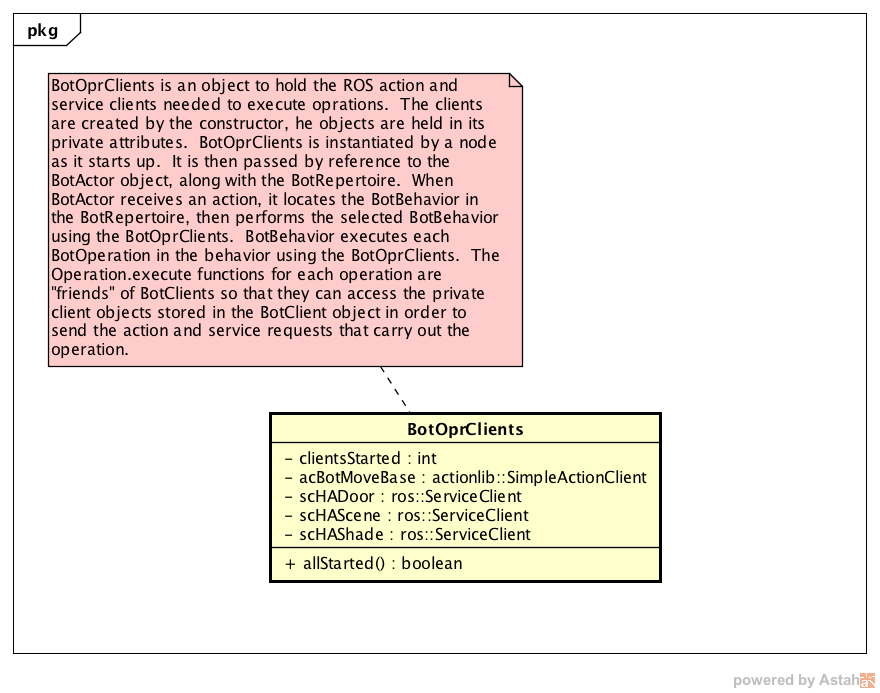 pkg
BotOprClients is an object to hold the ROS action and
service clients needed to execute oprations.  The clients
are created by the constructor, he objects are held in its
private attributes.  BotOprClients is instantiated by a node
as it starts up.  It is then passed by reference to the
BotActor object, along with the BotRepertoire.  When
BotActor receives an action, it locates the BotBehavior in
the BotRepertoire, then performs the selected BotBehavior
using the BotOprClients.  BotBehavior executes each
BotOperation in the behavior using the BotOprClients.  The
Operation.execute functions for each operation are
"friends" of BotClients so that they can access the private
client objects stored in the BotClient object in order to
send the action and service requests that carry out the
operation.
BotOprClients
- clientsStarted : int
- acBotMoveBase : actionlib::SimpleActionClient
- scHADoor : ros::ServiceClient
- scHAScene : ros::ServiceClient
- scHAShade : ros::ServiceClient
+ allStarted() : boolean
powered by Astah